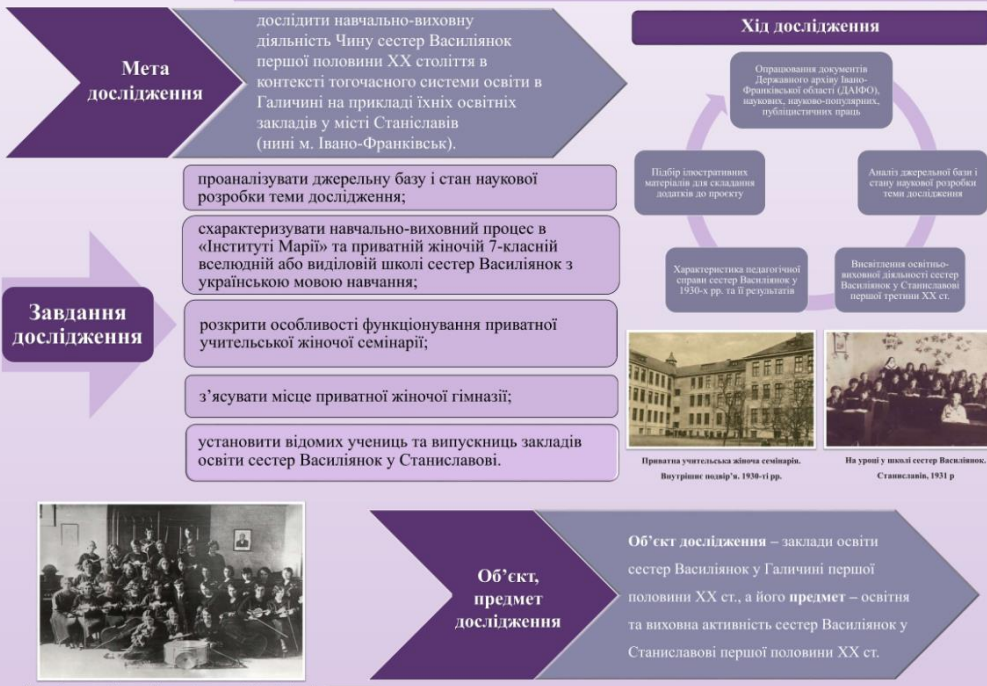 Мета
дослідження
дослідити навчально-виховну
діяльність Чину сестер Василіянок
першої половини ХХ століття в
контексті тогочасного системи освіти в
Галичині на прикладі їхніх освітніх
закладів у місті Станіславів
(нині м. Івано-Франківськ).
Завдання
дослідження
проаналізувати джерельну базу і стан наукової
розробки теми дослідження;
схарактеризувати навчально-виховний процес в
«Інституті Марії» та приватній жіночій 7-класній
вселюдній або виділовій школі сестер Василіянок з
українською мовою навчання;
розкрити особливості функціонування приватної
учительської жіночої семінарії;
з’ясувати місце приватної жіночої гімназії;
установити відомих учениць та випускниць закладів
освіти сестер Василіянок у Станиславові.
Хід дослідження
Опрацювання документів
Державного архіву Івано-
Франківської області (ДАІФО),
наукових, науково-популярних,
публіцистичних праць
Аналіз джерельної бази і
стану наукової розробки
теми дослідження
Висвітлення освітньо-
виховної діяльності сестер
Василіянок у Станиславові
першої третини ХХ ст.
Характеристика педагогічної
справи сестер Василіянок у
1930-х рр. та її результатів
Підбір ілюстративних
матеріалів для складання
додатків до проєкту
Приватна учительська жіноча семінарія.
Внутрішнє подвір’я. 1930-ті рр.
На уроці у школі сестер Василіянок.
Станиславів, 1931 р
Об’єкт,
предмет
дослідження
Об’єкт дослідження – заклади освіти
сестер Василіянок у Галичині першої
половини ХХ ст., а його предмет – освітня
та виховна активність сестер Василіянок у
Станиславові першої половини ХХ ст.